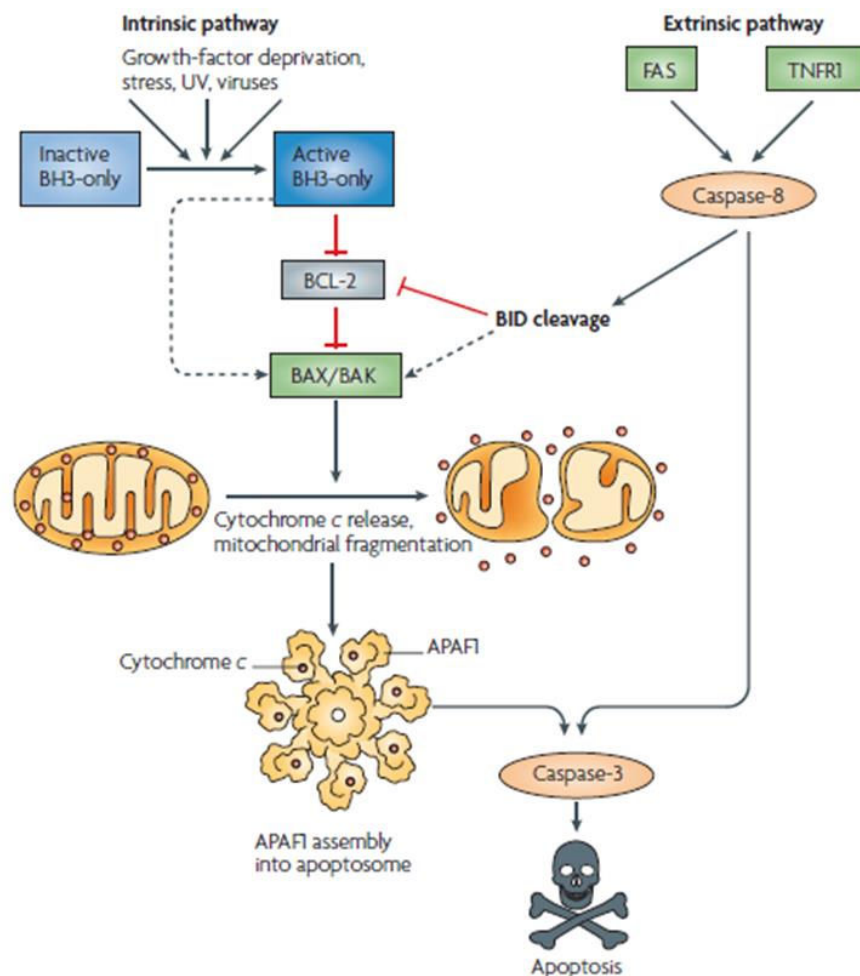 Intrinsic pathway
Growth-factor deprivation,
stress, UV, viruses
Extrinsic pathway
FAS
TNFR1
Inactive
BH3-only
Active
BH3-only
Caspase-8
BCL-2
BID cleavage
BAX/BAK
Cytochrome c release,
mitochondrial fragmentation
Cytochrome c
APAF1
Caspase-3
APAF1 assembly
into apoptosome
Apoptosis